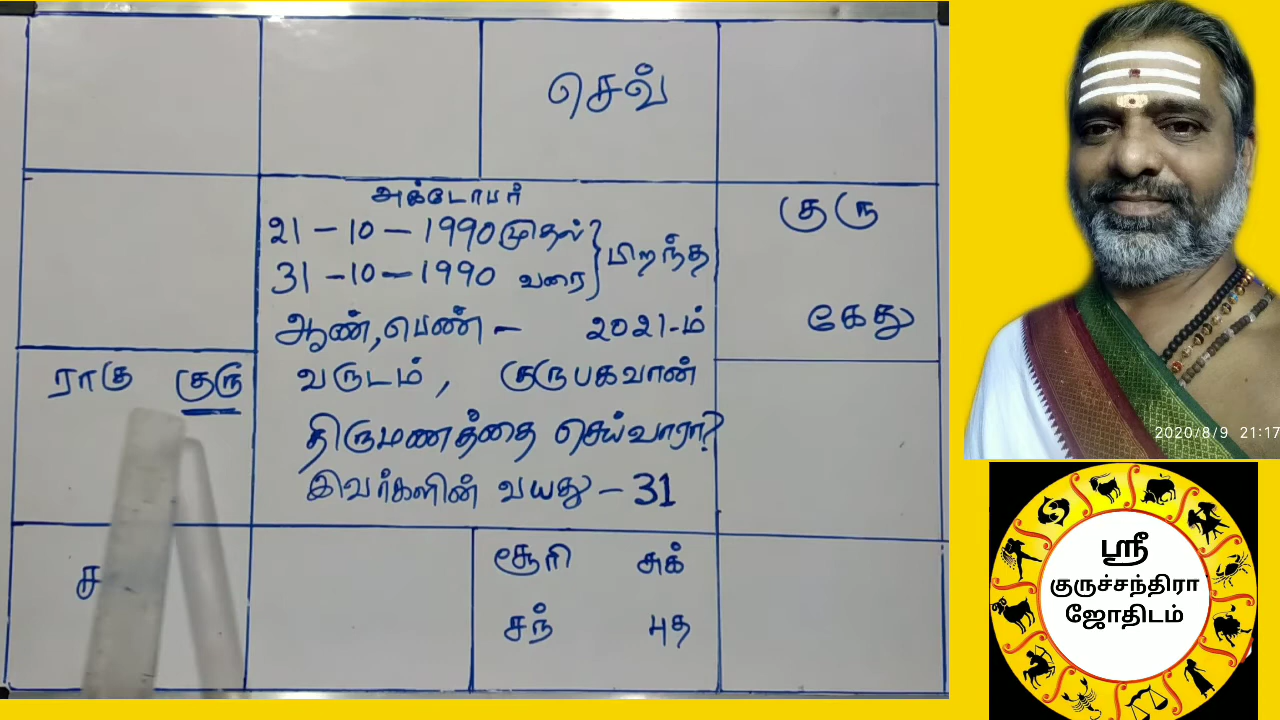 செவ்
அக்டோபர்
21 - 10 - 1990 முதல்
31 - 10 - 1990 வரை
பிறந்த
குரு
கேது
ஆண், பெண் - 2021-ம்
ராகு குரு
வருடம், குருபகவான்
திருமணத்தை செய்வாரா?
இவர்களின் வயது - 31
சூரி சுக்
சந் புத
2020/8/9 21:17
ஸ்ரீ
குருச்சந்திரா
ஜோதிடம்